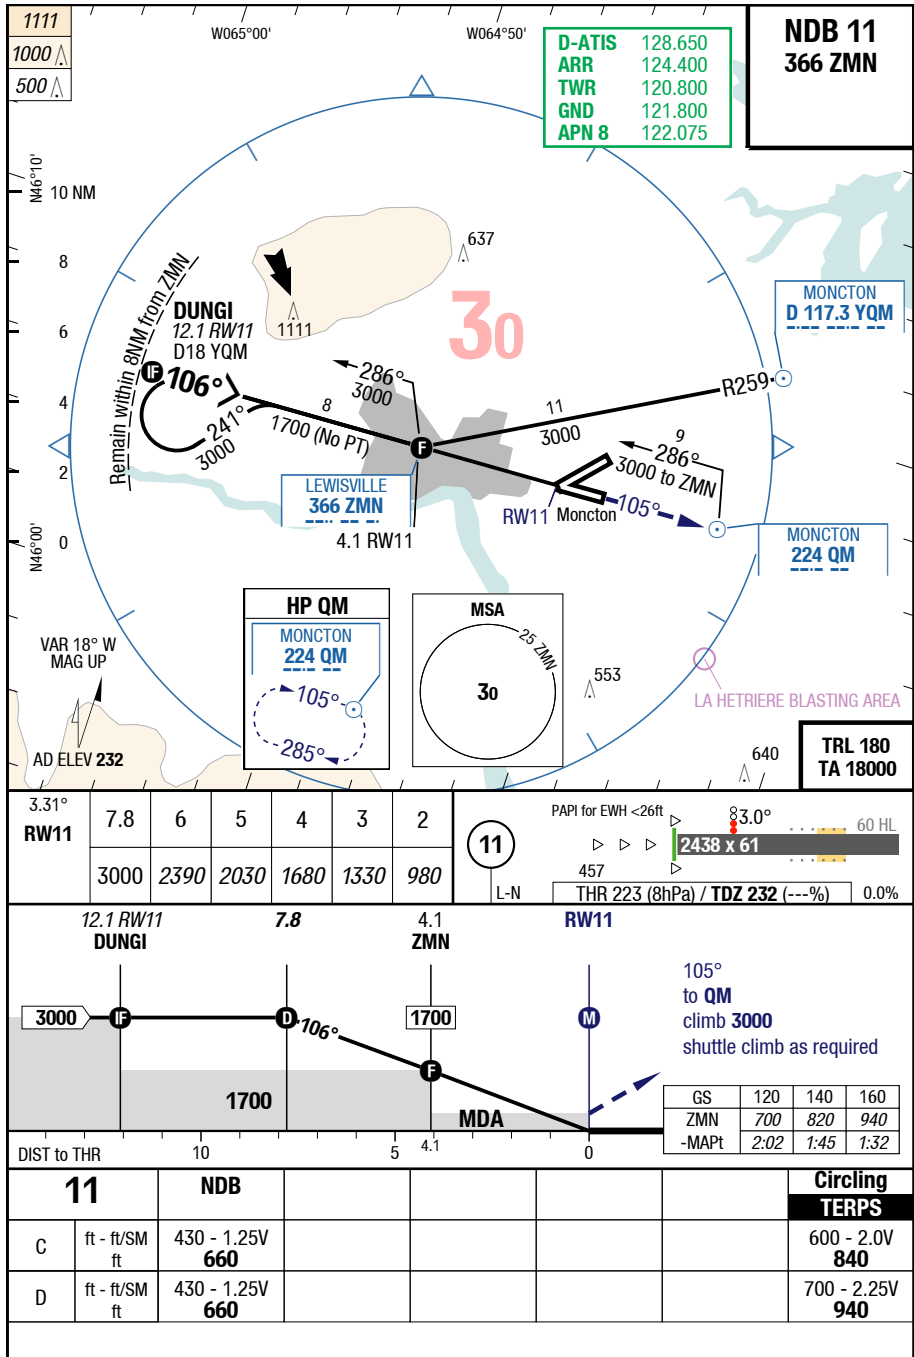 1111
1000
500
W065°00'
W064°50'
D-ATIS 128.650
ARR 124.400
TWR 120.800
GND 121.800
APN 8 122.075
NDB 11
366 ZMN
N46°10'
10 NM
8
6
4
2
0
N46°00'
637
1111
30
Remain within 8NM from ZMN
DUNGI
12.1 RW11
D18 YQM
IF
106°
241°
3000
8
1700 (No PT)
286°
3000
F
11
3000
R259
MONCTON
D 117.3 YQM
9
286°
3000 to ZMN
LEWISVILLE
366 ZMN
4.1 RW11
RW11
Moncton
105°
MONCTON
224 QM
HP QM
MONCTON
224 QM
105°
285°
MSA
25 ZMN
30
553
LA HETRIERE BLASTING AREA
640
VAR 18° W
MAG UP
AD ELEV 232
TRL 180
TA 18000
3.31°
RW11
7.8 6 5 4 3 2
3000 2390 2030 1680 1330 980
11
L-N
PAPI for EWH <26ft
3.0°
60 HL
2438 x 61
457
THR 223 (8hPa) / TDZ 232 (---%)
0.0%
12.1 RW11
DUNGI
7.8
4.1
ZMN
RW11
3000
IF
D
106°
1700
F
M
1700
MDA
105°
to QM
climb 3000
shuttle climb as required
GS 120 140 160
ZMN 700 820 940
-MAPt 2:02 1:45 1:32
DIST to THR
10
5
4.1
0
11
NDB
Circling
TERPS
C
ft - ft/SM
ft
430 - 1.25V
660
600 - 2.0V
840
D
ft - ft/SM
ft
430 - 1.25V
660
700 - 2.25V
940